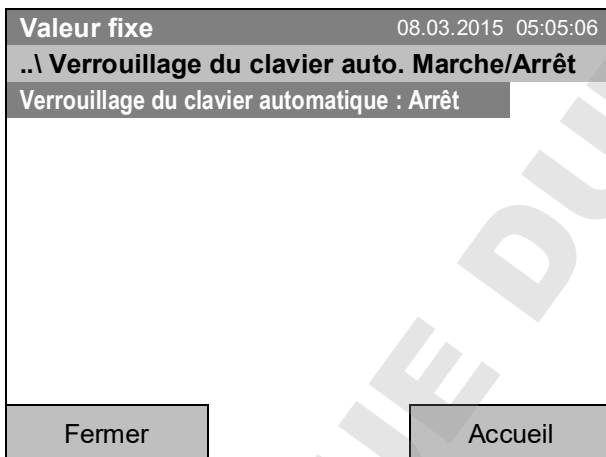 Valeur fixe 08.03.2015 05:05:06
..\ Verrouillage du clavier auto. Marche/Arrêt
Verrouillage du clavier automatique : Arrêt
Fermer Accueil